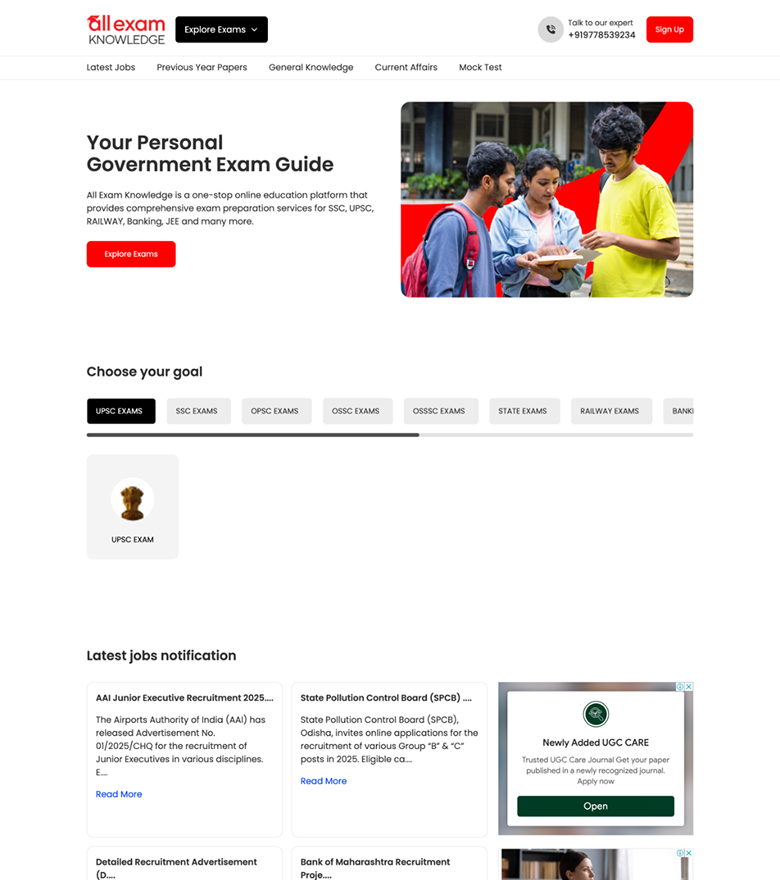 all exam
KNOWLEDGE
Explore Exams
Talk to our expert
+919778539234
Sign Up
Latest Jobs
Previous Year Papers
General Knowledge
Current Affairs
Mock Test
Your Personal
Government Exam Guide
All Exam Knowledge is a one-stop online education platform that
provides comprehensive exam preparation services for SSC, UPSC,
RAILWAY, Banking, JEE and many more.
Explore Exams
Choose your goal
UPSC EXAMS
SSC EXAMS
OPSC EXAMS
OSSC EXAMS
OSSSC EXAMS
STATE EXAMS
RAILWAY EXAMS
BANKI
UPSC EXAM
Latest jobs notification
AAI Junior Executive Recruitment 2025....
The Airports Authority of India (AAI) has
released Advertisement No.
01/2025/CHQ for the recruitment of
Junior Executives in various disciplines.
E....
Read More
State Pollution Control Board (SPCB) ....
State Pollution Control Board (SPCB),
Odisha, invites online applications for the
recruitment of various Group “B” & “C”
posts in 2025. Eligible ca....
Read More
Newly Added UGC CARE
Trusted UGC Care Journal Get your paper
published in a newly recognized journal.
Apply now
Open
Detailed Recruitment Advertisement
(D....
Bank of Maharashtra Recruitment
Proje....